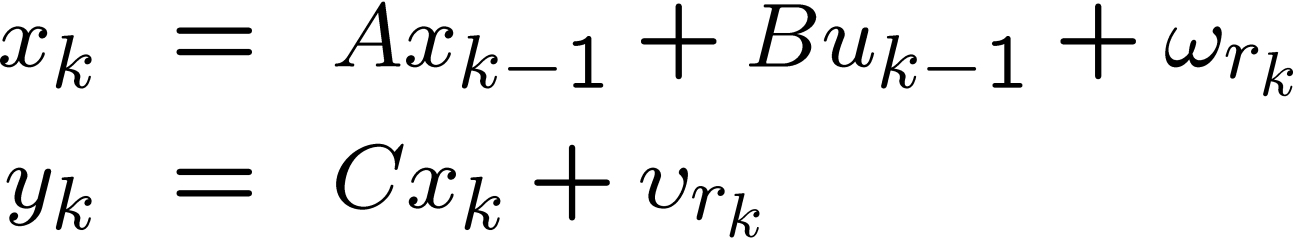 x_k = Ax_{k-1} + Bu_{k-1} + ω_{r_k}
y_k = Cx_k + υ_{r_k}